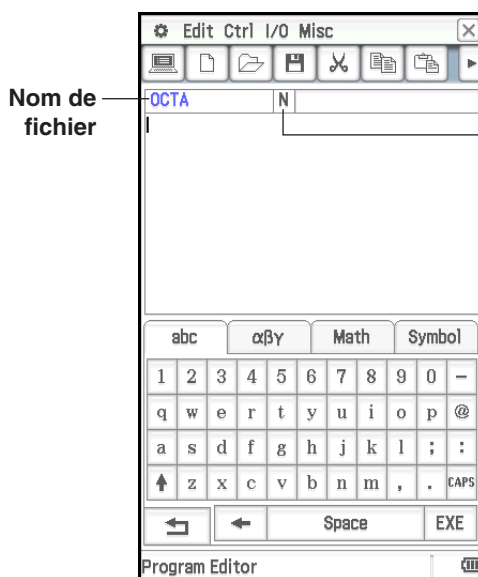 Edit Ctrl I/O Misc
Nom de
fichier
OCTA N
abc αβγ Math Symbol
1 2 3 4 5 6 7 8 9 0 −
q w e r t y u i o p @
a s d f g h j k l ; :
z x c v b n m , . CAPS
Space EXE
Program Editor